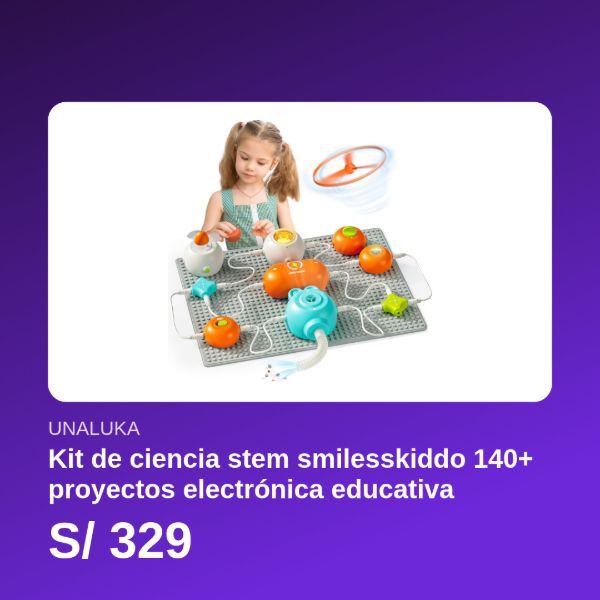 UNALUKA
Kit de ciencia stem smilesskiddo 140+
proyectos electrónica educativa
S/ 329